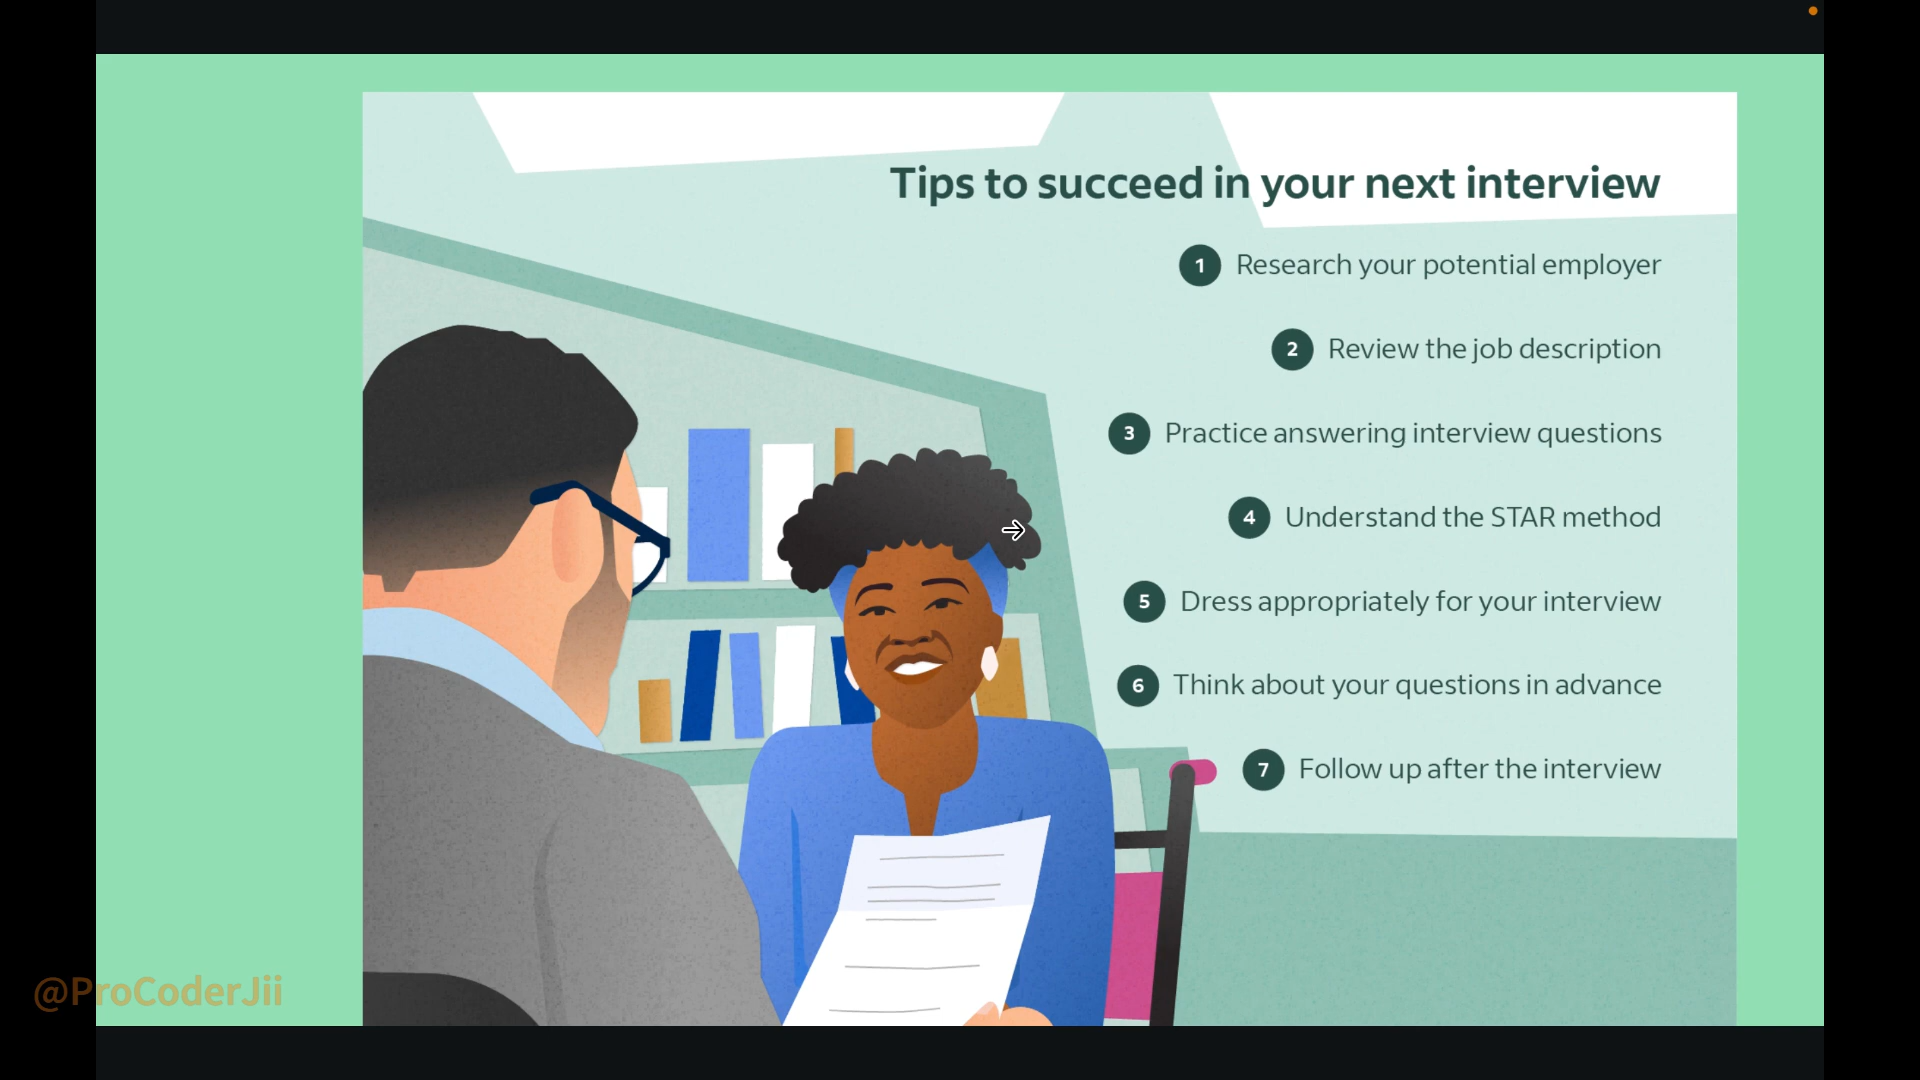 Tips to succeed in your next interview
1 Research your potential employer
2 Review the job description
3 Practice answering interview questions
4 Understand the STAR method
5 Dress appropriately for your interview
6 Think about your questions in advance
7 Follow up after the interview
@ProCoderJii